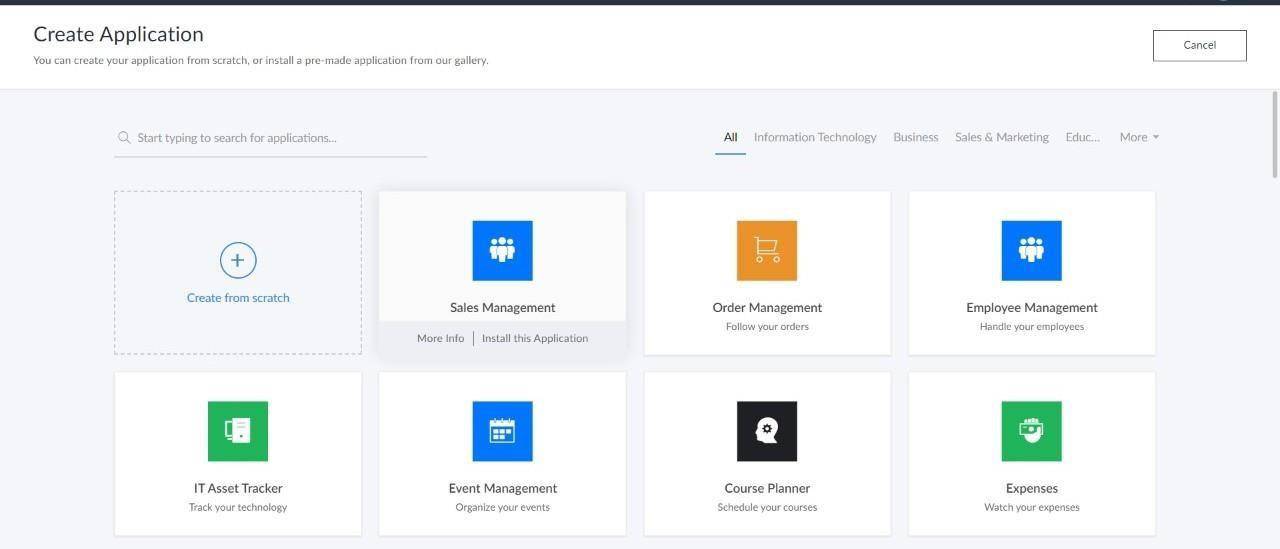 Create Application
You can create your application from scratch, or install a pre-made application from our gallery.
Cancel
Start typing to search for applications...
All Information Technology Business Sales & Marketing Educ... More
Create from scratch
Sales Management
More Info | Install this Application
Order Management
Follow your orders
Employee Management
Handle your employees
IT Asset Tracker
Track your technology
Event Management
Organize your events
Course Planner
Schedule your courses
Expenses
Watch your expenses